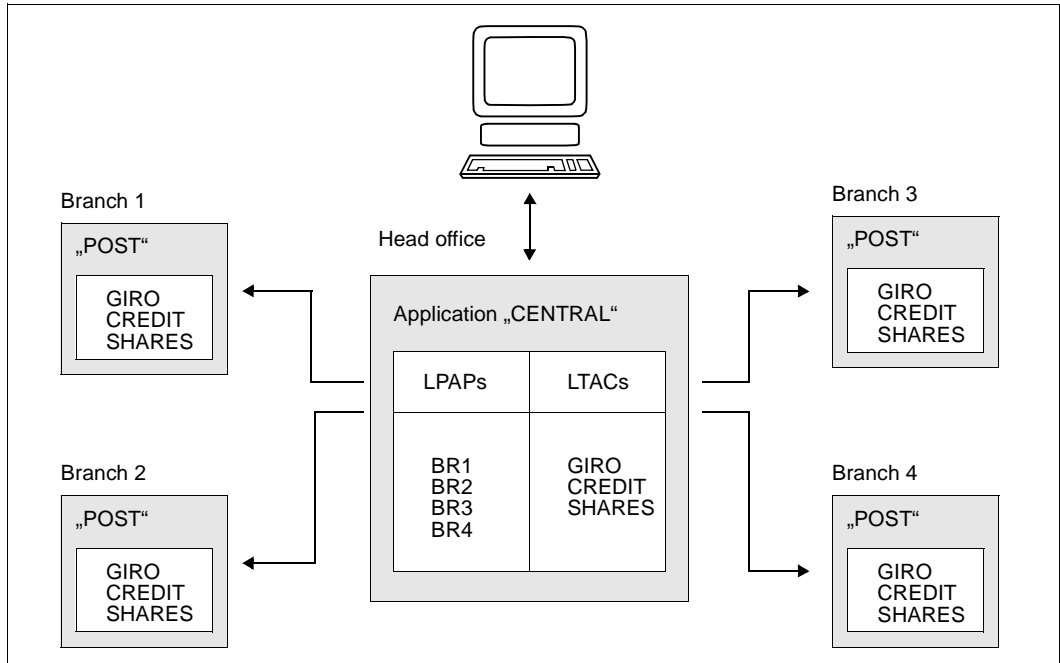 Branch 1
„POST“
GIRO
CREDIT
SHARES
Branch 2
„POST“
GIRO
CREDIT
SHARES
Head office
Application „CENTRAL“
LPAPs
LTACs
BR1
BR2
BR3
BR4
GIRO
CREDIT
SHARES
Branch 3
„POST“
GIRO
CREDIT
SHARES
Branch 4
„POST“
GIRO
CREDIT
SHARES